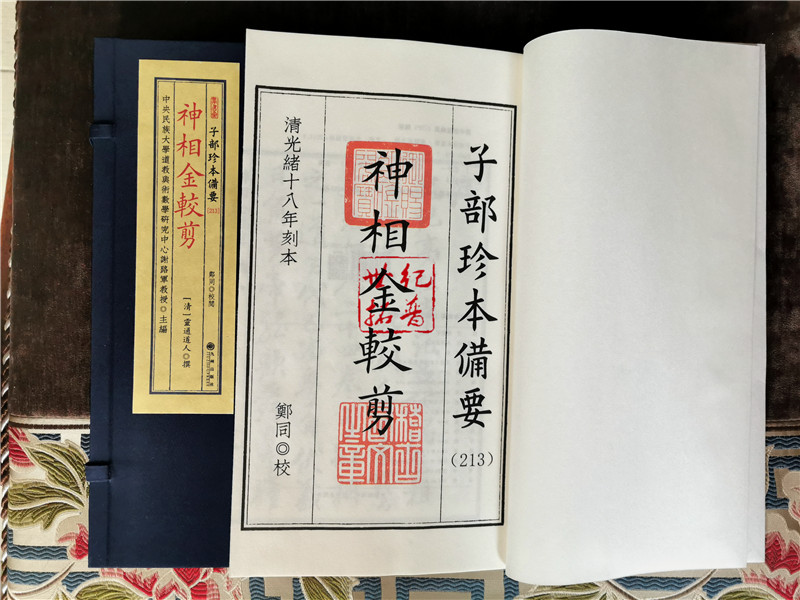 子部珍本備要
(213)
鄭同◎校閱
神相金較剪
[清]靈通道人◎撰
中央民族大學道教與術數學研究中心謝路軍教授◎主編
子部珍本備要
(213)
神相金較剪
清光緒十八年刻本
鄭同◎校